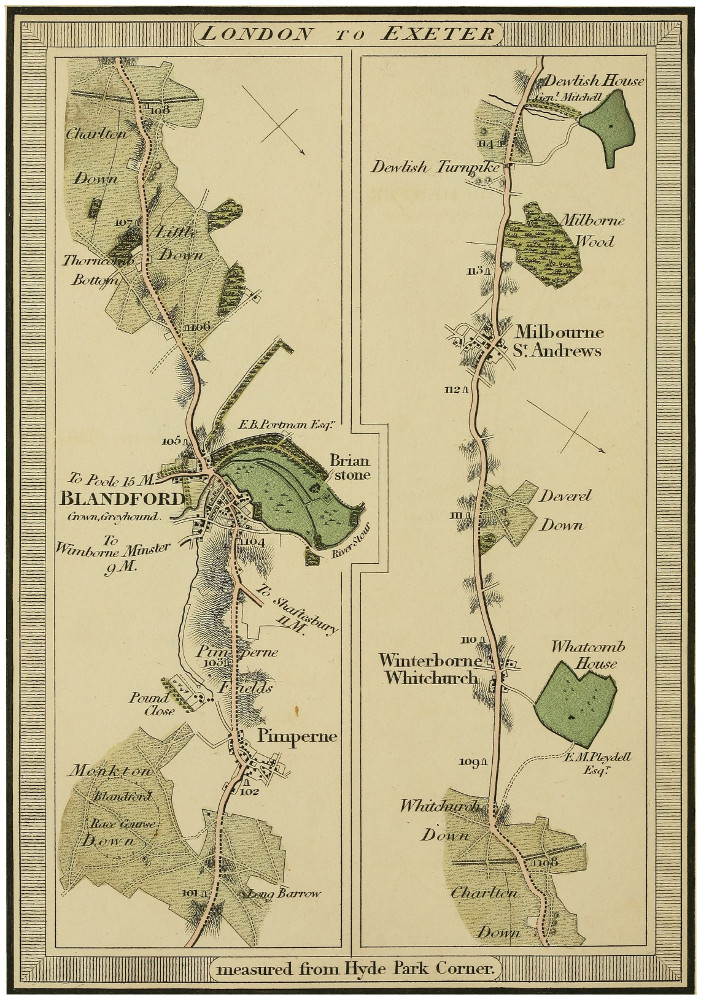 LONDON TO EXETER
108
Charlton
Down
107
Little
Down
Thorncomb
Bottom
106
105
E.B. Portman Esqr.
Brian
stone
To Poole 15 M.
BLANDFORD
Crown, Greyhound.
To
Wimborne Minster
9 M.
River Stour
104
To Shaftesbury
11 M.
Pimperne
103
Fields
Pound
Close
Pimperne
102
Monkton
Blandford
Race Course
Down
101
Long Barrow
Dewlish House
Genl. Mitchell
114
Dewlish Turnpike
Milborne
Wood
113
Milbourne
St. Andrews
112
Deverel
Down
111
110
Whatcomb
House
Winterborne
Whitchurch
E.M. Pleydell
Esqr.
109
Whitchurch
Down
108
Charlton
Down
measured from Hyde Park Corner.